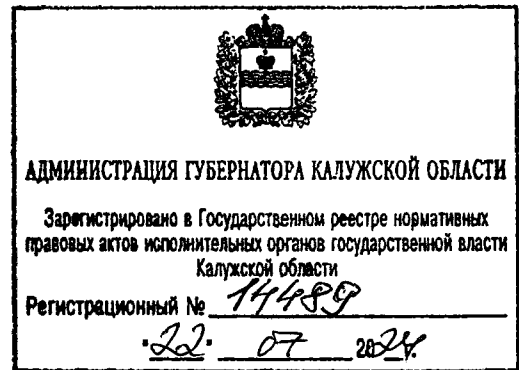 АДМИНИСТРАЦИЯ ГУБЕРНАТОРА КАЛУЖСКОЙ ОБЛАСТИ
Зарегистрировано в Государственном реестре нормативных
правовых актов исполнительных органов государственной власти
Калужской области
Регистрационный № 14489
"22" 07 2024.